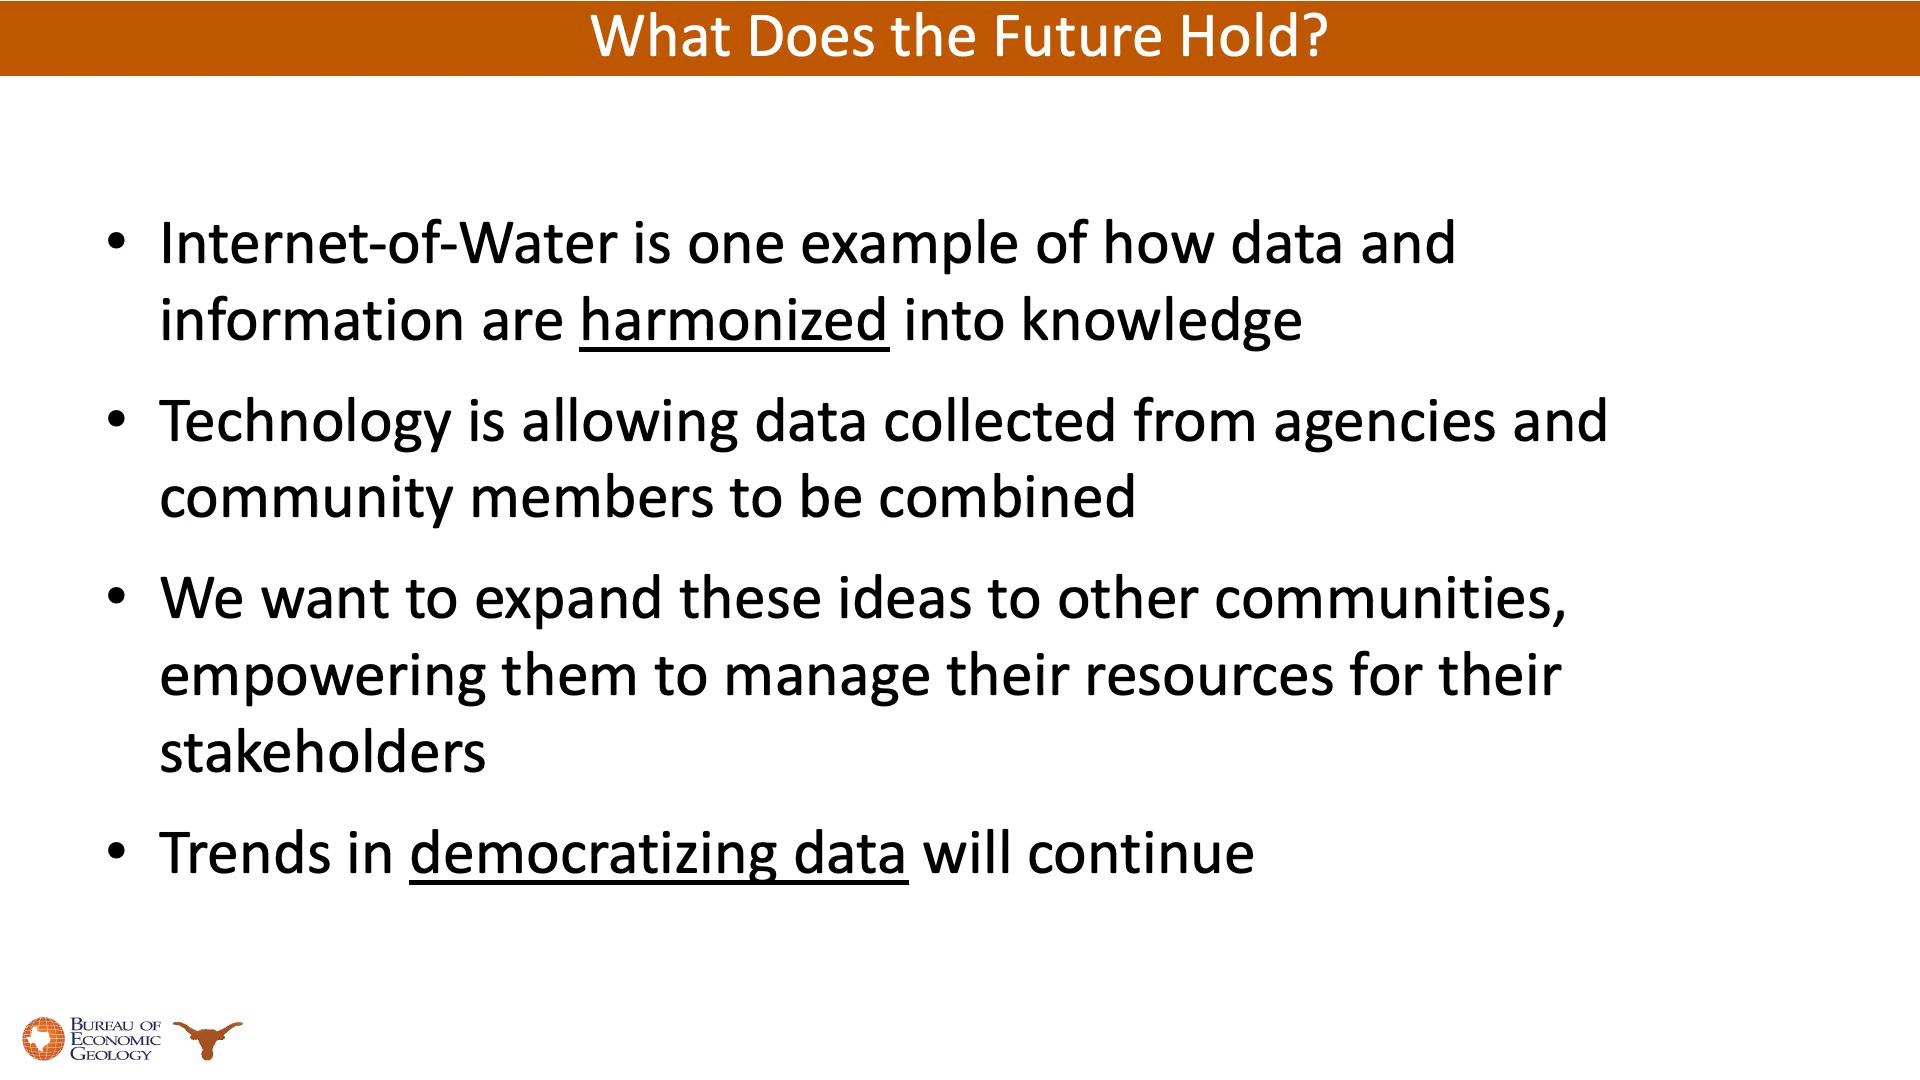 What Does the Future Hold?
• Internet-of-Water is one example of how data and
information are harmonized into knowledge
• Technology is allowing data collected from agencies and
community members to be combined
• We want to expand these ideas to other communities,
empowering them to manage their resources for their
stakeholders
• Trends in democratizing data will continue
BUREAU OF
ECONOMIC
GEOLOGY